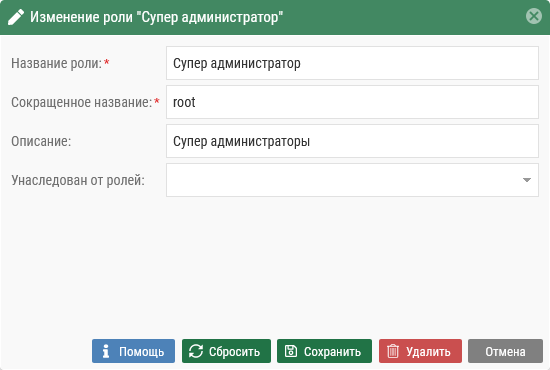 Изменение роли "Супер администратор"
Название роли: * Супер администратор
Сокращенное название: * root
Описание: Супер администраторы
Унаследован от ролей:
Помощь Сбросить Сохранить Удалить Отмена